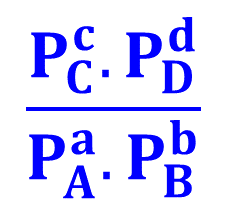 P_C^c . P_D^d
P_A^a . P_B^b